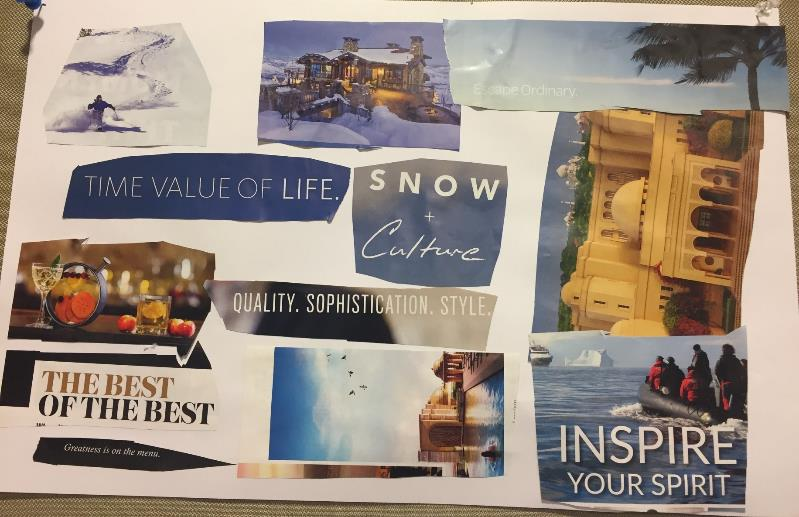 Escape Ordinary.
TIME VALUE OF LIFE.
SNOW
+
Culture
QUALITY. SOPHISTICATION. STYLE.
THE BEST
OF THE BEST
Greatness is on the menu.
INSPIRE
YOUR SPIRIT